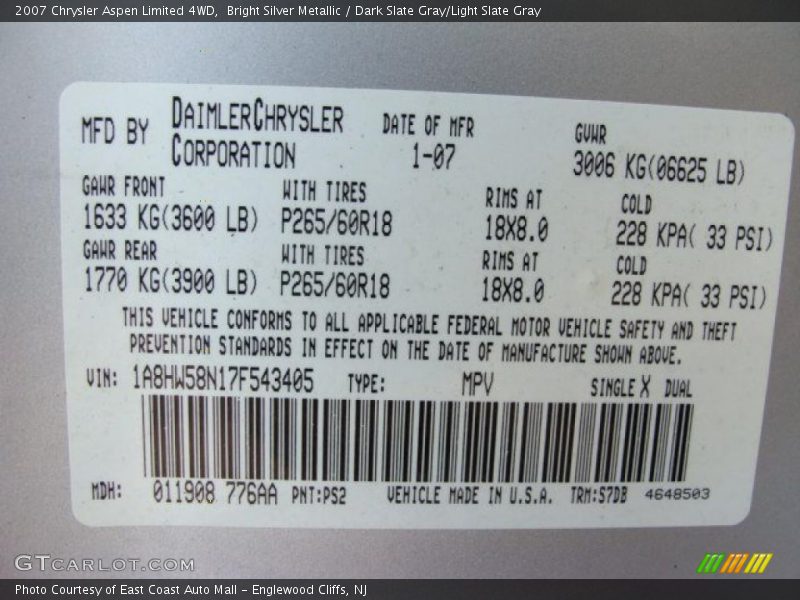 2007 Chrysler Aspen Limited 4WD,  Bright Silver Metallic / Dark Slate Gray/Light Slate Gray
MFD BY DAIMLERCHRYSLER CORPORATION DATE OF MFR 1-07 GVWR 3006 KG(06625 LB)
GAWR FRONT WITH TIRES RIMS AT COLD
1633 KG(3600 LB) P265/60R18 18X8.0 228 KPA( 33 PSI)
GAWR REAR WITH TIRES RIMS AT COLD
1770 KG(3900 LB) P265/60R18 18X8.0 228 KPA( 33 PSI)
THIS VEHICLE CONFORMS TO ALL APPLICABLE FEDERAL MOTOR VEHICLE SAFETY AND THEFT
PREVENTION STANDARDS IN EFFECT ON THE DATE OF MANUFACTURE SHOWN ABOVE.
VIN: 1A8HW58N17F543405 TYPE: MPV SINGLE X DUAL
MDH: 011908 776AA PNT:PS2 VEHICLE MADE IN U.S.A. TRM:S7DB 4648503
GTCARLOT.COM
Photo Courtesy of East Coast Auto Mall - Englewood Cliffs, NJ